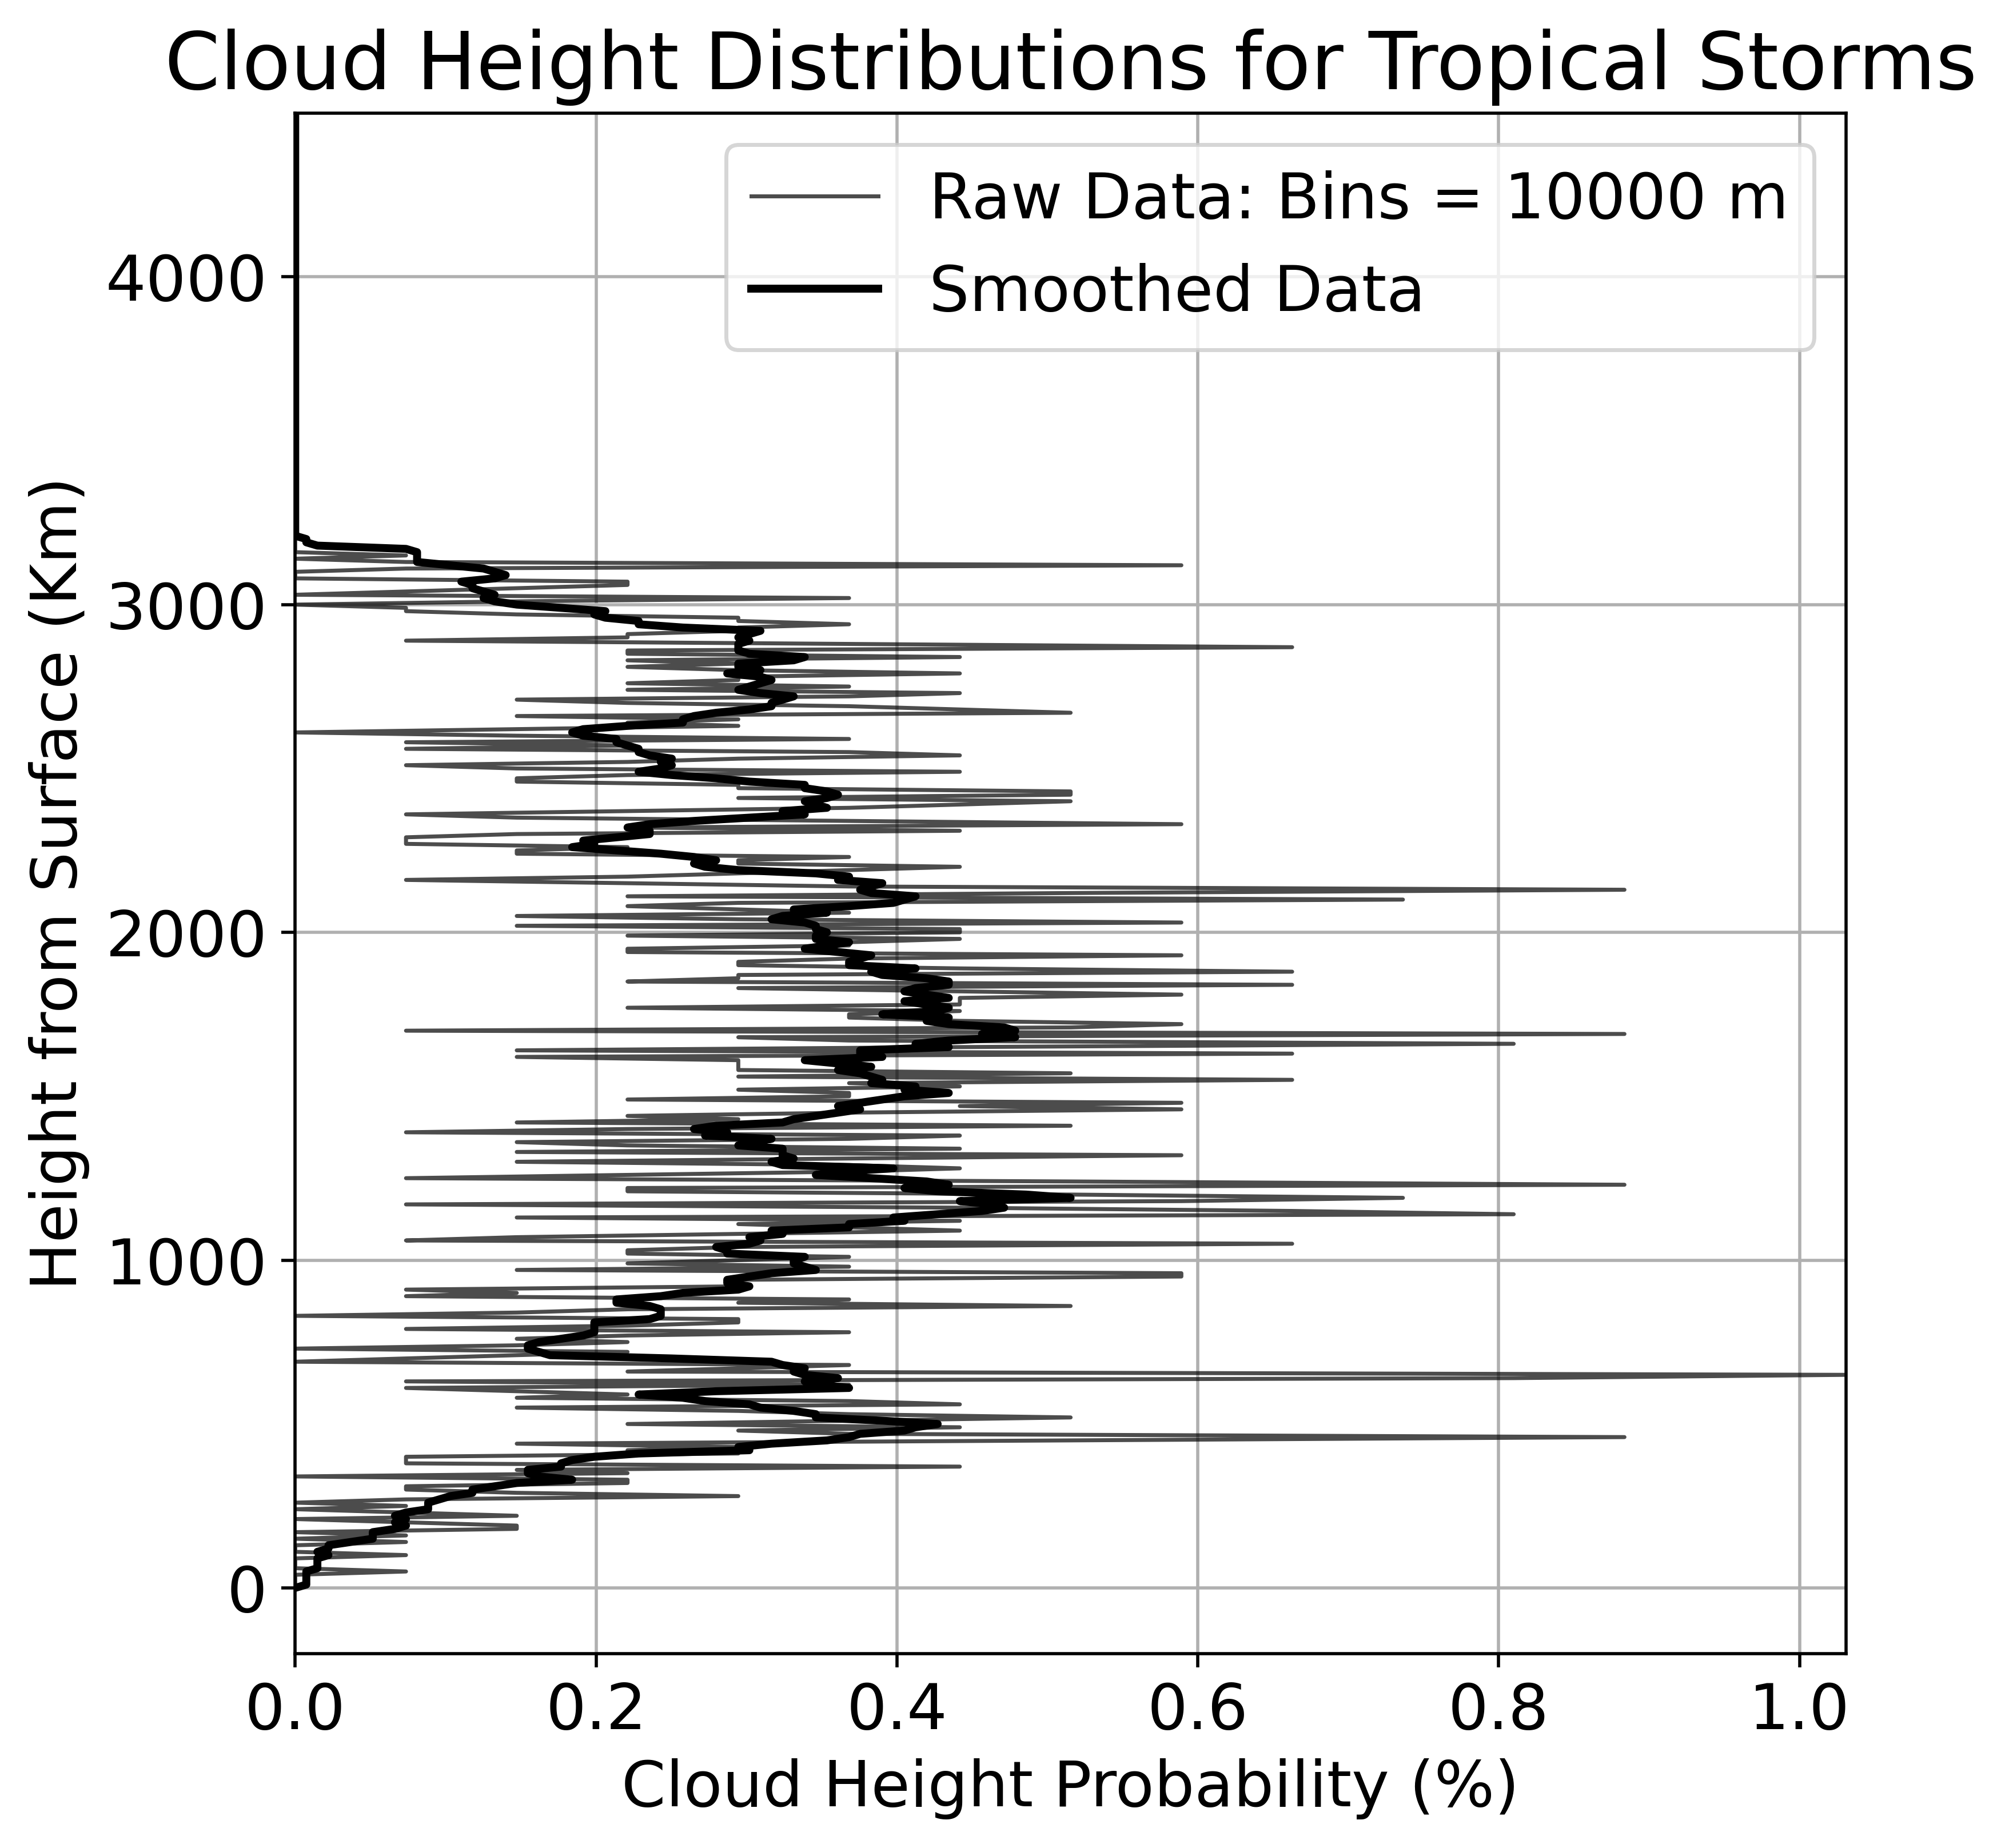 Cloud Height Distributions for Tropical Storms
Raw Data: Bins = 10000 m
Smoothed Data
Height from Surface (Km)
4000
3000
2000
1000
0
0.0 0.2 0.4 0.6 0.8 1.0
Cloud Height Probability (%)